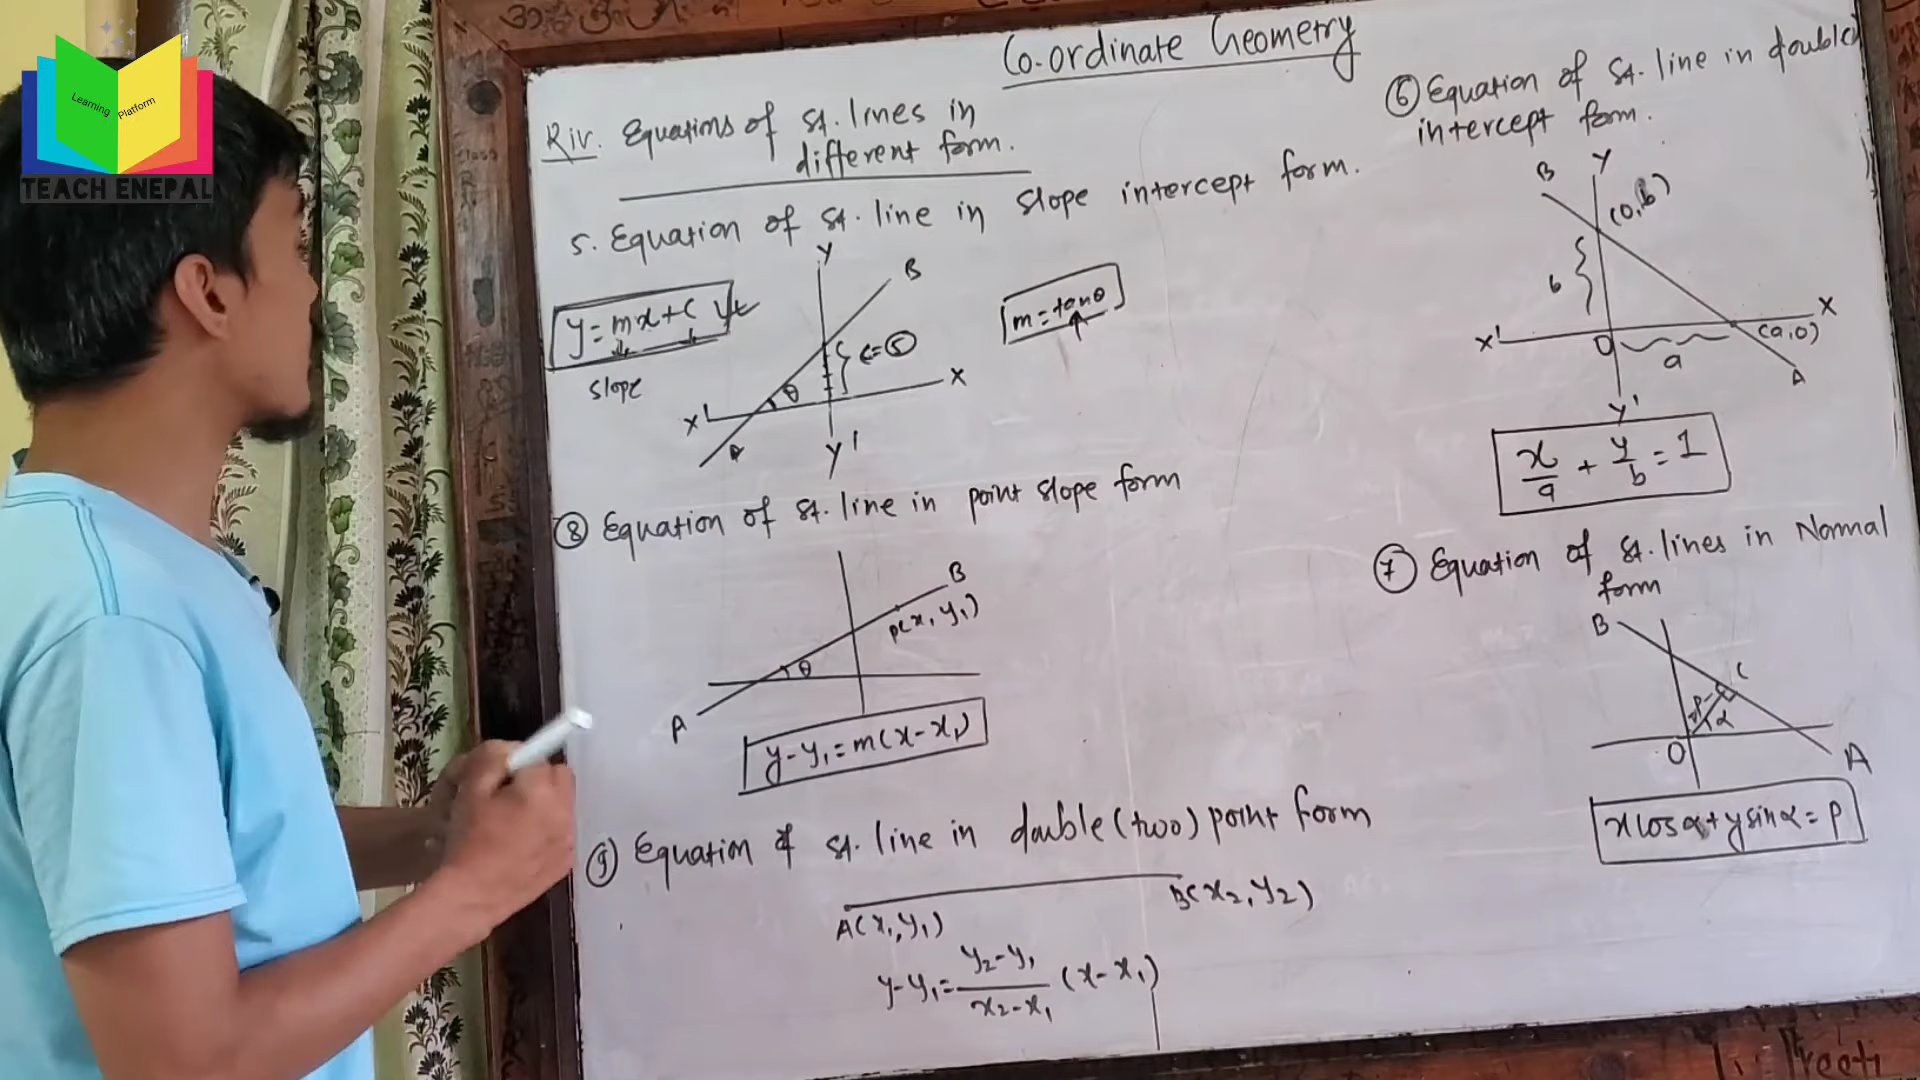 Learning Platform
TEACH ENEPAL
Co-ordinate Geometry
Riv. Equations of st. lines in
different form.
5. Equation of st. line in slope intercept form.
y = mx+c
slope
Y
B
c=5
θ
X
X'
A
Y'
m = tanθ
⑧ Equation of st. line in point slope form
B
P(x, y₁)
θ
A
y-y₁ = m(x-x₁)
⑨ Equation of st. line in double (two) point form
A(x₁, y₁)
B(x₂, y₂)
y-y₁ = y₂-y₁/x₂-x₁ (x-x₁)
⑥ Equation of st. line in double
intercept form.
B
Y
(0,b)
b
X
X'
O
(a,0)
a
A
Y'
x/a + y/b = 1
⑦ Equation of st. lines in Normal
form
B
C
P
α
O
A
x cosα + y sinα = P